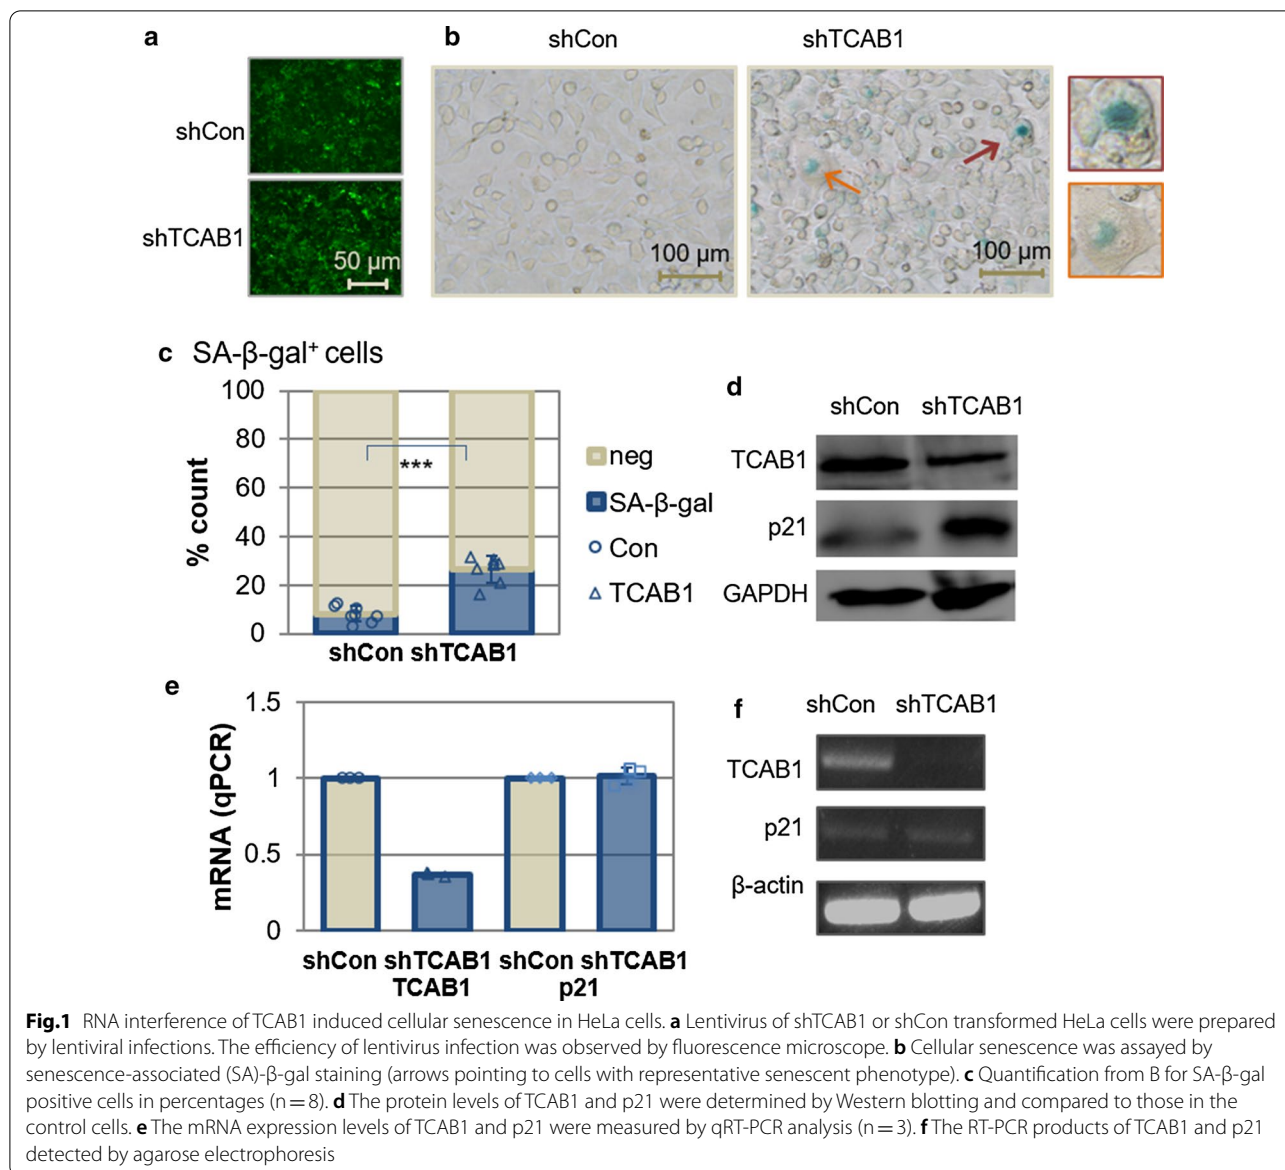 a
b
shCon
shTCAB1
shCon
shTCAB1
50 µm
100 µm
100 µm
c SA-β-gal⁺ cells
100
80
60
40
20
0
% count
***
neg
SA-β-gal
Con
TCAB1
shCon shTCAB1
d
shCon shTCAB1
TCAB1
p21
GAPDH
e
1.5
1
0.5
0
mRNA (qPCR)
shCon shTCAB1 shCon shTCAB1
TCAB1 p21
f
shCon shTCAB1
TCAB1
p21
β-actin
Fig.1 RNA interference of TCAB1 induced cellular senescence in HeLa cells. a Lentivirus of shTCAB1 or shCon transformed HeLa cells were prepared
by lentiviral infections. The efficiency of lentivirus infection was observed by fluorescence microscope. b Cellular senescence was assayed by
senescence-associated (SA)-β-gal staining (arrows pointing to cells with representative senescent phenotype). c Quantification from B for SA-β-gal
positive cells in percentages (n = 8). d The protein levels of TCAB1 and p21 were determined by Western blotting and compared to those in the
control cells. e The mRNA expression levels of TCAB1 and p21 were measured by qRT-PCR analysis (n = 3). f The RT-PCR products of TCAB1 and p21
detected by agarose electrophoresis